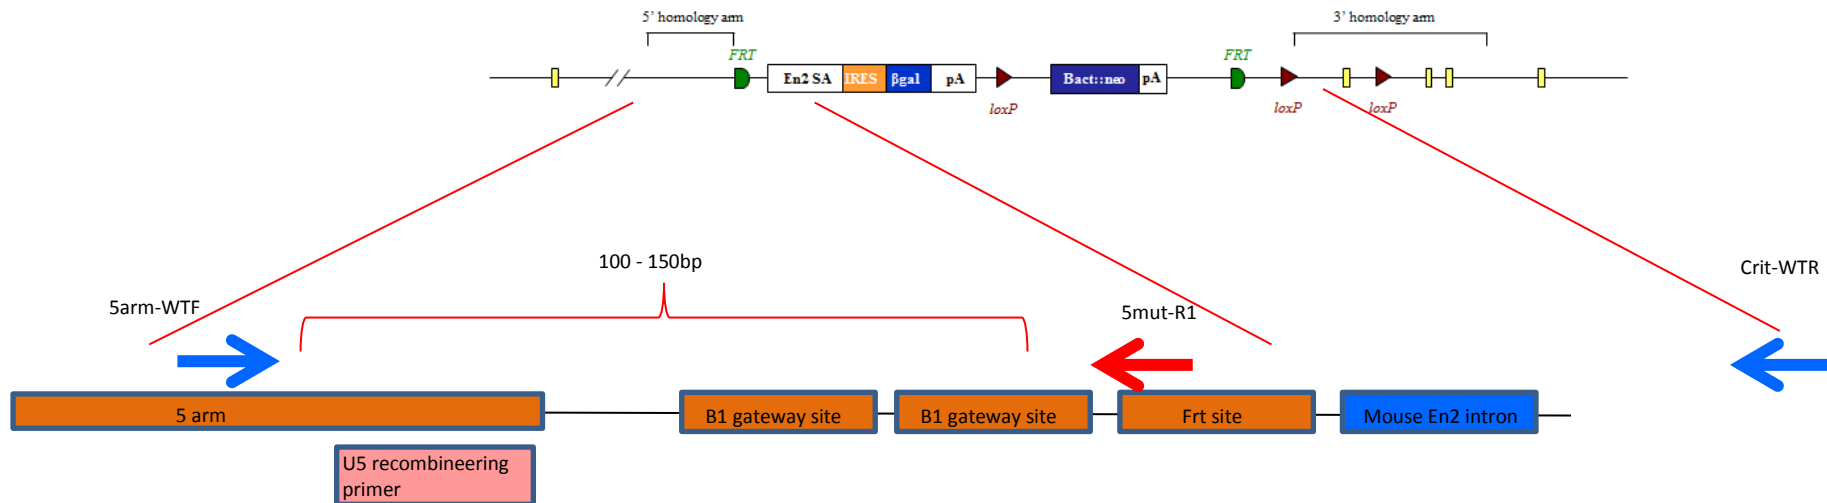 5' homology arm
3' homology arm
FRT
FRT
En2 SA
IRES
βgal
pA
Bact::neo
pA
loxP
loxP
loxP
100 - 150bp
Crit-WTR
5arm-WTF
5mut-R1
5 arm
B1 gateway site
B1 gateway site
Frt site
Mouse En2 intron
U5 recombineering
primer